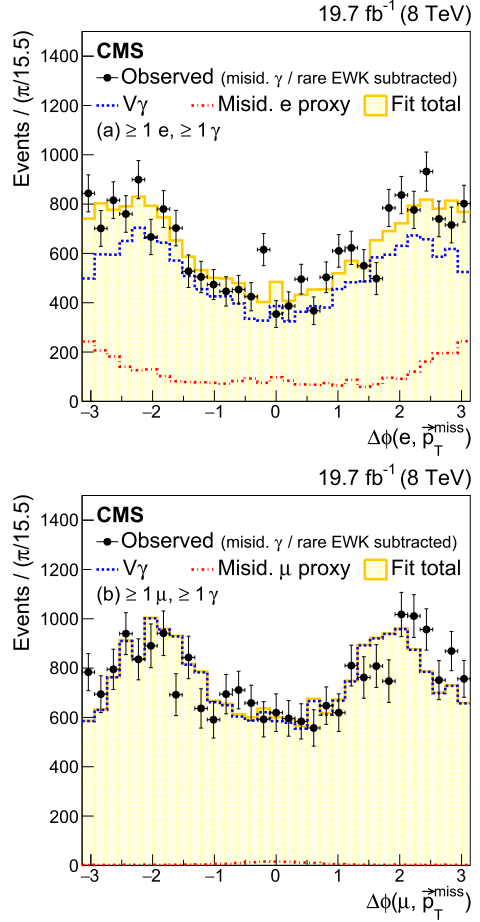 19.7 fb⁻¹ (8 TeV)
Events / (π/15.5)
1400
1200
1000
800
600
400
200
0
CMS
Observed (misid. γ / rare EWK subtracted)
Vγ Misid. e proxy Fit total
(a) ≥ 1 e, ≥ 1 γ
−3 −2 −1 0 1 2 3
Δϕ(e, p⃗_T^miss)
19.7 fb⁻¹ (8 TeV)
Events / (π/15.5)
1400
1200
1000
800
600
400
200
0
CMS
Observed (misid. γ / rare EWK subtracted)
Vγ Misid. μ proxy Fit total
(b) ≥ 1 μ, ≥ 1 γ
−3 −2 −1 0 1 2 3
Δϕ(μ, p⃗_T^miss)